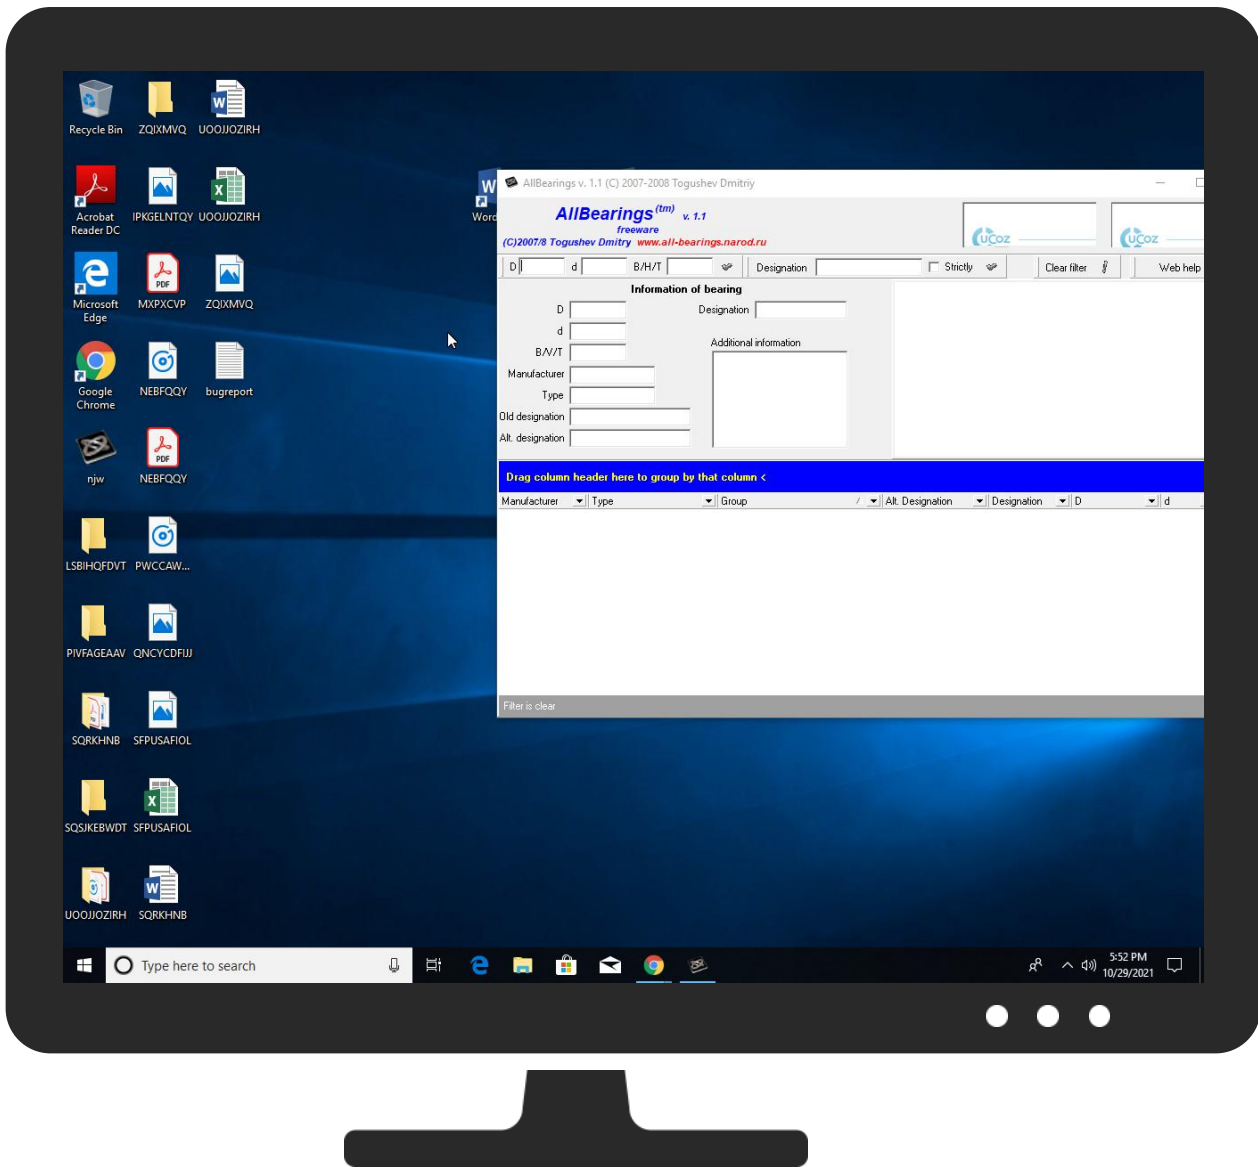 Recycle Bin
ZQIXMVQ
UOOJJOZIRH
Acrobat
Reader DC
IPKGELNTQY
UOOJJOZIRH
Microsoft
Edge
MXPXCVP
ZQIXMVQ
Google
Chrome
NEBFQQY
bugreport
njw
NEBFQQY
LSBIHQFDVT
PWCCAW...
PIVFAGEAAV
QNCYCDFIJJ
SQRKHNB
SFPUSAFIOL
SQSJKEBWDT
SFPUSAFIOL
UOOJJOZIRH
SQRKHNB
Word
AllBearings v. 1.1 (C) 2007-2008 Togushev Dmitriy
AllBearings(tm) v. 1.1
freeware
(C)2007/8 Togushev Dmitry www.all-bearings.narod.ru
uCoz
uCoz
D d B/H/T Designation Strictly Clear filter Web help
Information of bearing
D Designation
d
Additional information
B/V/T
Manufacturer
Type
Old designation
Alt. designation
Drag column header here to group by that column <
Manufacturer Type Group Alt. Designation Designation D d
Filter is clear
Type here to search
5:52 PM
10/29/2021